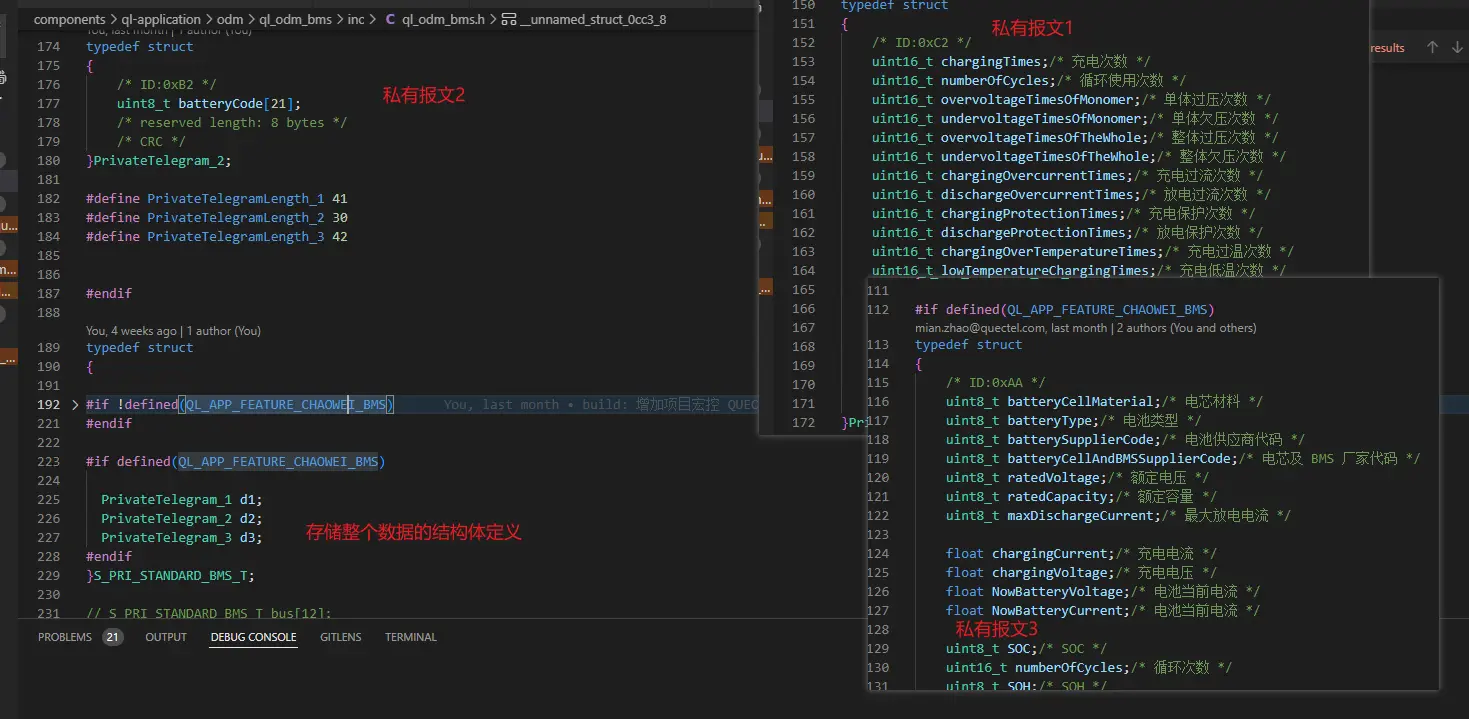 components > ql-application > odm > ql_odm_bms > inc > C ql_odm_bms.h > __unnamed_struct_0cc3_8
You, last month | 1 author (You)
174 typedef struct
175 {
176 /* ID:0xB2 */
177 uint8_t batteryCode[21];
178 /* reserved length: 8 bytes */
179 /* CRC */
180 }PrivateTelegram_2;
181
182 #define PrivateTelegramLength_1 41
183 #define PrivateTelegramLength_2 30
184 #define PrivateTelegramLength_3 42
185
186
187 #endif
188
You, 4 weeks ago | 1 author (You)
189 typedef struct
190 {
191
192 #if !defined(QL_APP_FEATURE_CHAOWEI_BMS) You, last month • build: 增加项目宏控 QUEC
221 #endif
222
223 #if defined(QL_APP_FEATURE_CHAOWEI_BMS)
224
225 PrivateTelegram_1 d1;
226 PrivateTelegram_2 d2;
227 PrivateTelegram_3 d3;
228 #endif
229 }S_PRI_STANDARD_BMS_T;
230
231 // S_PRI_STANDARD_BMS_T bus[12];
私有报文2
存储整个数据的结构体定义
PROBLEMS 21 OUTPUT DEBUG CONSOLE GITLENS TERMINAL
150 typedef struct
151 {
152 /* ID:0xC2 */
153 uint16_t chargingTimes;/* 充电次数 */
154 uint16_t numberOfCycles;/* 循环使用次数 */
155 uint16_t overvoltageTimesOfMonomer;/* 单体过压次数 */
156 uint16_t undervoltageTimesOfMonomer;/* 单体欠压次数 */
157 uint16_t overvoltageTimesOfTheWhole;/* 整体过压次数 */
158 uint16_t undervoltageTimesOfTheWhole;/* 整体欠压次数 */
159 uint16_t chargingOvercurrentTimes;/* 充电过流次数 */
160 uint16_t dischargeOvercurrentTimes;/* 放电过流次数 */
161 uint16_t chargingProtectionTimes;/* 充电保护次数 */
162 uint16_t dischargeProtectionTimes;/* 放电保护次数 */
163 uint16_t chargingOverTemperatureTimes;/* 充电过温次数 */
164 uint16_t lowTemperatureChargingTimes;/* 充电低温次数 */
165
166
167
168
169
170
171
172 }Pri
私有报文1
results
111
112 #if defined(QL_APP_FEATURE_CHAOWEI_BMS)
mian.zhao@quectel.com, last month | 2 authors (You and others)
113 typedef struct
114 {
115 /* ID:0xAA */
116 uint8_t batteryCellMaterial;/* 电芯材料 */
117 uint8_t batteryType;/* 电池类型 */
118 uint8_t batterySupplierCode;/* 电池供应商代码 */
119 uint8_t batteryCellAndBMSSupplierCode;/* 电芯及 BMS 厂家代码 */
120 uint8_t ratedVoltage;/* 额定电压 */
121 uint8_t ratedCapacity;/* 额定容量 */
122 uint8_t maxDischargeCurrent;/* 最大放电电流 */
123
124 float chargingCurrent;/* 充电电流 */
125 float chargingVoltage;/* 充电电压 */
126 float NowBatteryVoltage;/* 电池当前电流 */
127 float NowBatteryCurrent;/* 电池当前电流 */
128
私有报文3
129 uint8_t SOC;/* SOC */
130 uint16_t numberOfCycles;/* 循环次数 */
131 uint8_t SOH;/* SOH */